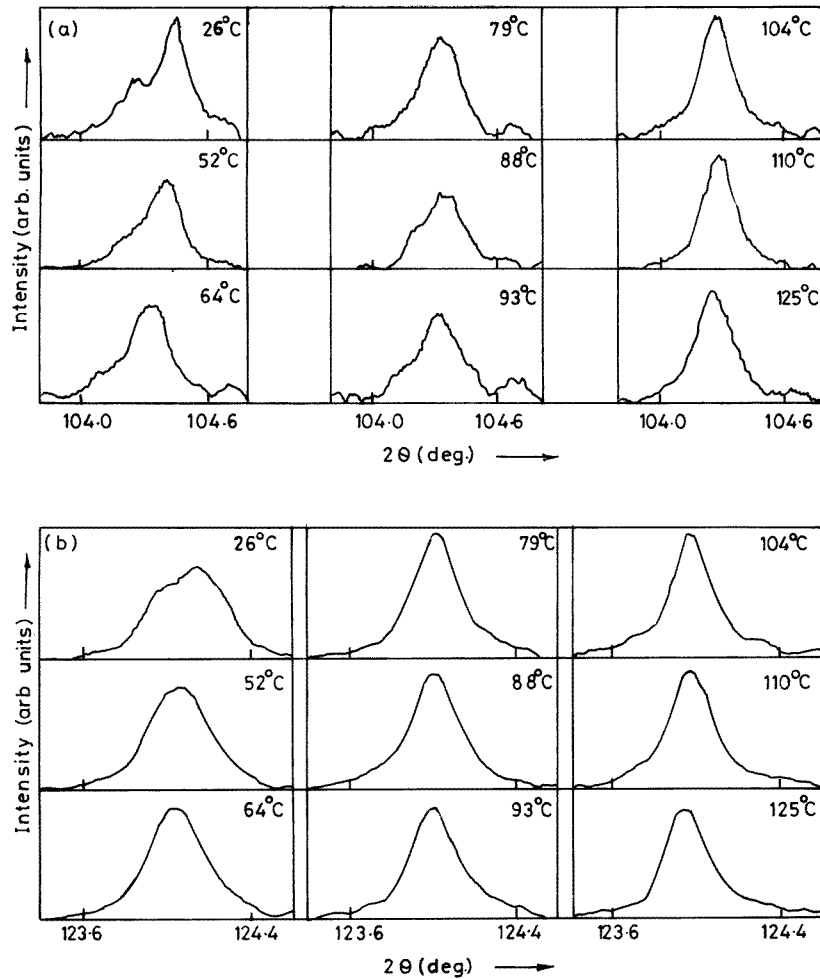 (a)
26°C
79°C
104°C
52°C
88°C
110°C
64°C
93°C
125°C
Intensity (arb. units)
104.0 104.6 104.0 104.6 104.0 104.6
2θ (deg.)
(b)
26°C
79°C
104°C
52°C
88°C
110°C
64°C
93°C
125°C
Intensity (arb units)
123.6 124.4 123.6 124.4 123.6 124.4
2θ (deg.)